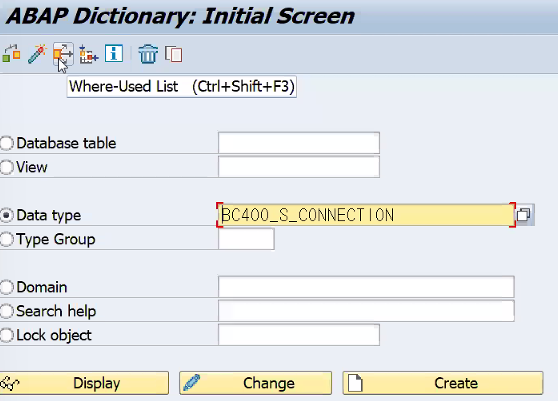 ABAP Dictionary: Initial Screen
Where-Used List (Ctrl+Shift+F3)
Database table
View
Data type BC400_S_CONNECTION
Type Group
Domain
Search help
Lock object
Display Change Create